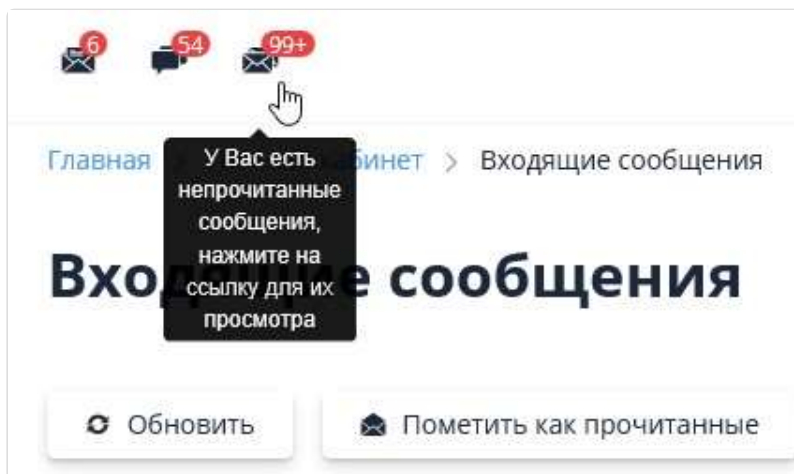 6 54 99+
Главная бинет > Входящие сообщения
У Вас есть
непрочитанные
сообщения,
нажмите на
ссылку для их
просмотра
Входящие сообщения
Обновить Пометить как прочитанные